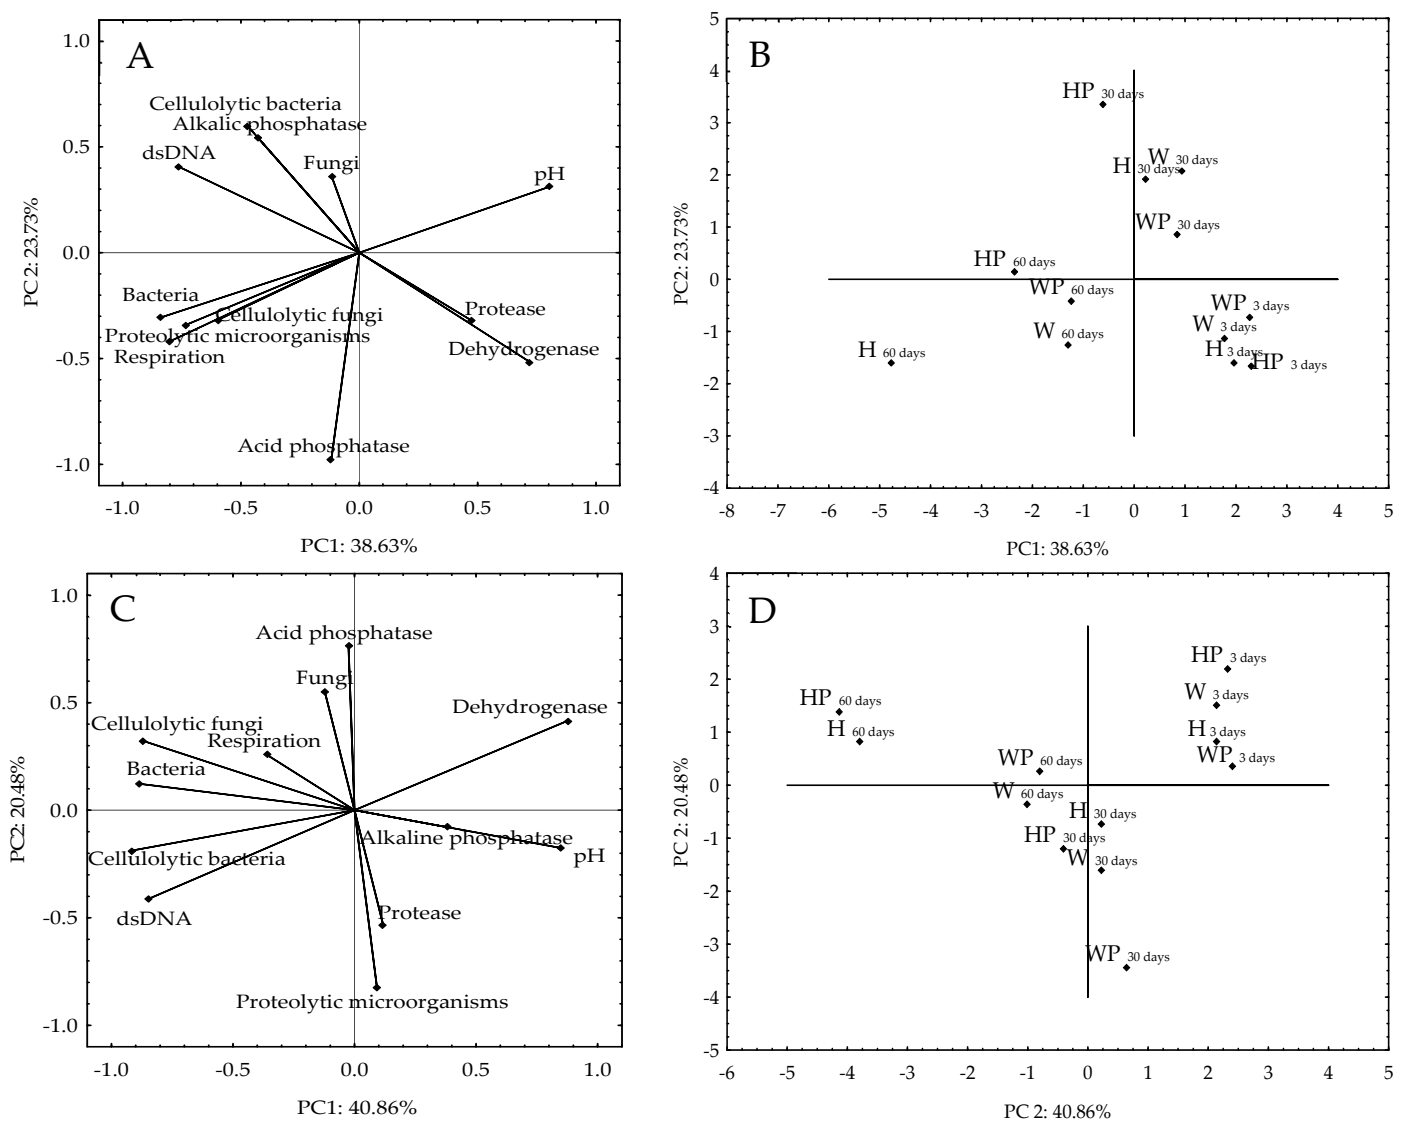 A
1.0
0.5
0.0
-0.5
-1.0
PC 2: 23.73%
Cellulolytic bacteria
Alkalic phosphatase
dsDNA
Fungi
pH
Bacteria
Cellulolytic fungi
Proteolytic microorganisms
Respiration
Protease
Dehydrogenase
Acid phosphatase
-1.0 -0.5 0.0 0.5 1.0
PC1: 38.63%
B
5
4
3
2
1
0
-1
-2
-3
-4
PC2: 23.73%
HP 30 days
W 30 days
H 30 days
WP 30 days
HP 60 days
WP 60 days
W 60 days
H 60 days
WP 3 days
W 3 days
H 3 days
HP 3 days
-8 -7 -6 -5 -4 -3 -2 -1 0 1 2 3 4 5
PC1: 38.63%
C
1.0
0.5
0.0
-0.5
-1.0
PC2: 20.48%
Acid phosphatase
Fungi
Dehydrogenase
Cellulolytic fungi
Respiration
Bacteria
Alkaline phosphatase
pH
Cellulolytic bacteria
dsDNA
Protease
Proteolytic microorganisms
-1.0 -0.5 0.0 0.5 1.0
PC1: 40.86%
D
4
3
2
1
0
-1
-2
-3
-4
-5
PC 2: 20.48%
HP 3 days
W 3 days
HP 60 days
H 60 days
H 3 days
WP 3 days
WP 60 days
W 60 days
H 30 days
HP 30 days
W 30 days
WP 30 days
-6 -5 -4 -3 -2 -1 0 1 2 3 4 5
PC 2: 40.86%